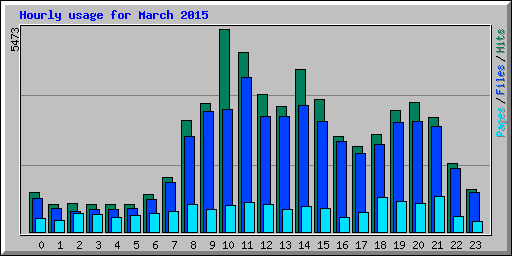 Hourly usage for March 2015
5473
Pages/Files/Hits
0 1 2 3 4 5 6 7 8 9 10 11 12 13 14 15 16 17 18 19 20 21 22 23